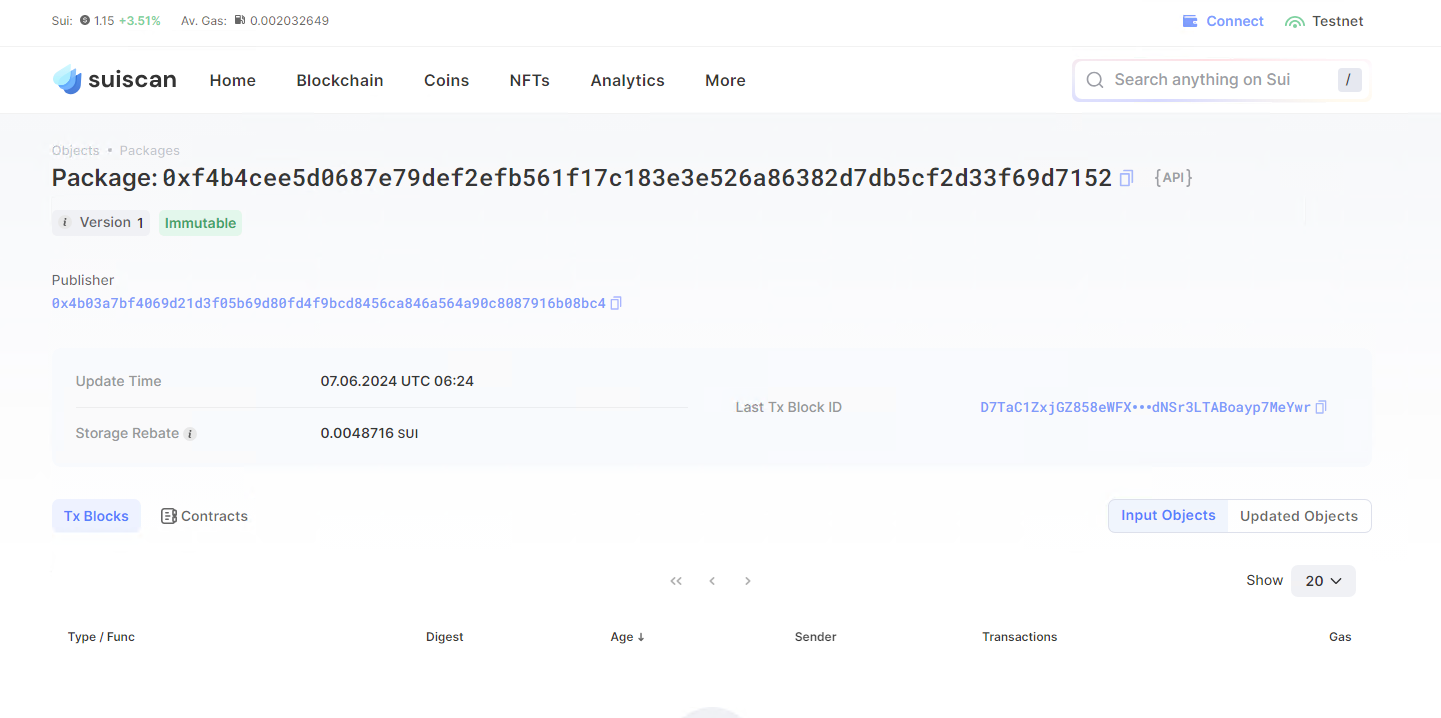 Sui: 1.15 +3.51% Av. Gas: 0.002032649 Connect Testnet
suiscan Home Blockchain Coins NFTs Analytics More Search anything on Sui /
Objects • Packages
Package: 0xf4b4cee5d0687e79def2efb561f17c183e3e526a86382d7db5cf2d33f69d7152 {API}
i Version 1 Immutable
Publisher
0x4b03a7bf4069d21d3f05b69d80fd4f9bcd8456ca846a564a90c8087916b08bc4
Update Time 07.06.2024 UTC 06:24
Last Tx Block ID D7TaC1ZxjGZ858eWFX•••dNSr3LTABoayp7MeYwr
Storage Rebate i 0.0048716 SUI
Tx Blocks Contracts Input Objects Updated Objects
Show 20
Type / Func Digest Age ↓ Sender Transactions Gas